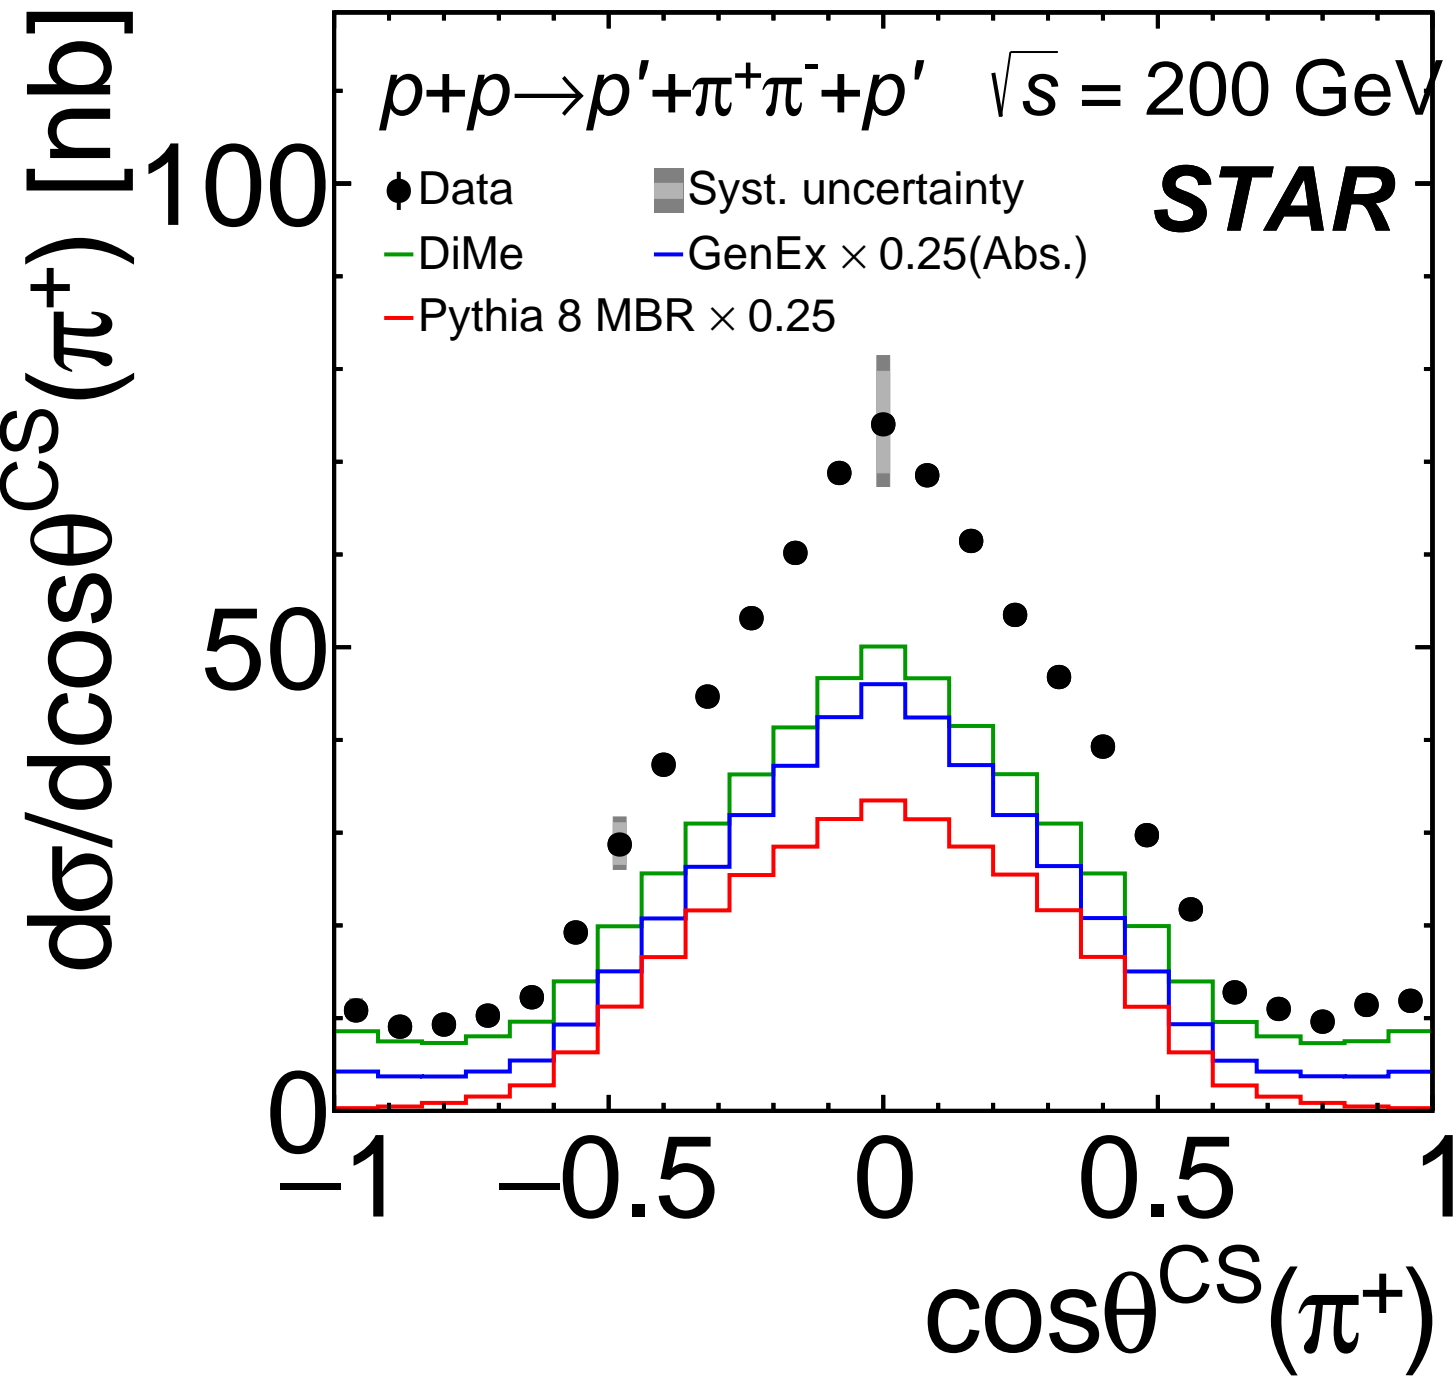 p+p→p′+π⁺π⁻+p′ √s = 200 GeV
Data Syst. uncertainty STAR
DiMe GenEx × 0.25(Abs.)
Pythia 8 MBR × 0.25
dσ/dcosθ^CS(π⁺) [nb]
100
50
0
−1 −0.5 0 0.5 1
cosθ^CS(π⁺)